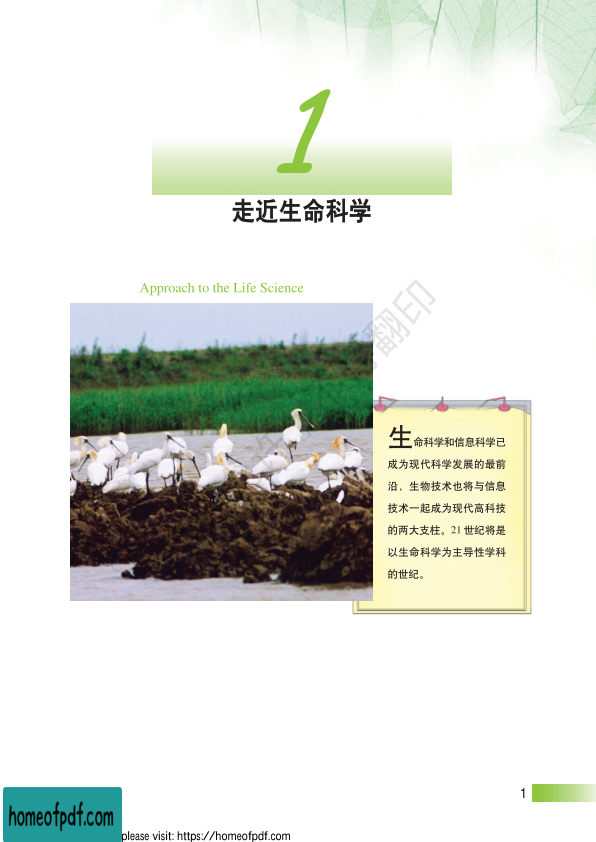 1
走近生命科学
Approach to the Life Science
翻印
生命科学和信息科学已
成为现代科学发展的最前
沿，生物技术也将与信息
技术一起成为现代高科技
的两大支柱。21世纪将是
以生命科学为主导性学科
的世纪。
1
homeofpdf.com
please visit: https://homeofpdf.com